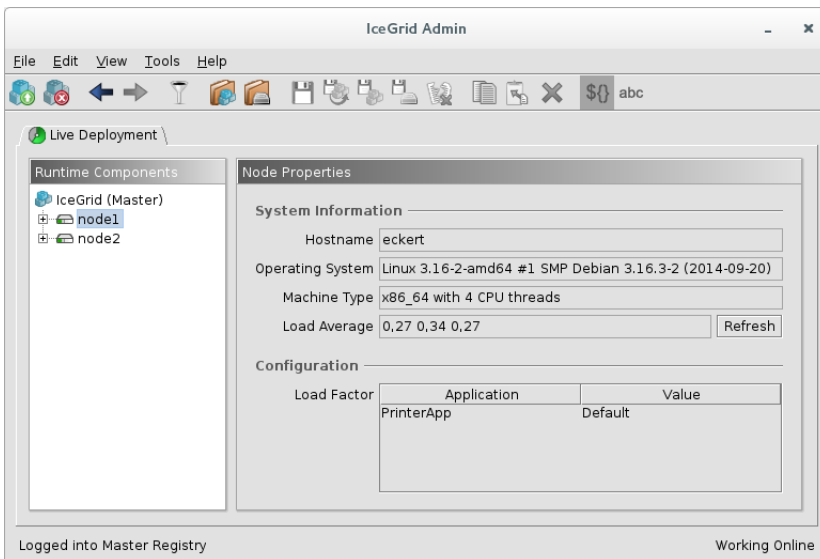 IceGrid Admin
File Edit View Tools Help
${} abc
Live Deployment
Runtime Components
IceGrid (Master)
node1
node2
Node Properties
System Information
Hostname eckert
Operating System Linux 3.16-2-amd64 #1 SMP Debian 3.16.3-2 (2014-09-20)
Machine Type x86_64 with 4 CPU threads
Load Average 0,27 0,34 0,27 Refresh
Configuration
Load Factor Application Value
PrinterApp Default
Logged into Master Registry Working Online